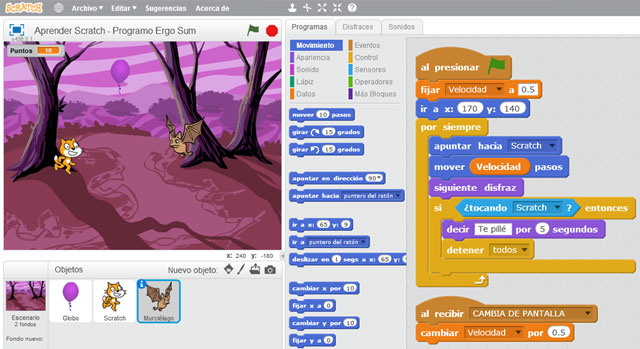 SCRATCH Archivo Editar Sugerencias Acerca de
Aprender Scratch - Programo Ergo Sum
v456.0.1
Puntos 10
x: 240 y: -180
Objetos Nuevo objeto:
Escenario
2 fondos
Fondo nuevo:
Globo
Scratch
Murciélago
Programas Disfraces Sonidos
Movimiento Eventos
Apariencia Control
Sonido Sensores
Lápiz Operadores
Datos Más Bloques
mover 10 pasos
girar 15 grados
girar 15 grados
apuntar en dirección 90
apuntar hacia puntero del ratón
ir a x: 65 y: 9
ir a puntero del ratón
deslizar en 1 segs a x: 65 y:
cambiar x por 10
fijar x a 0
cambiar y por 10
fijar y a 0
al presionar
fijar Velocidad a 0.5
ir a x: 170 y: 140
por siempre
apuntar hacia Scratch
mover Velocidad pasos
siguiente disfraz
si ¿tocando Scratch ? entonces
decir Te pillé por 5 segundos
detener todos
al recibir CAMBIA DE PANTALLA
cambiar Velocidad por 0.5